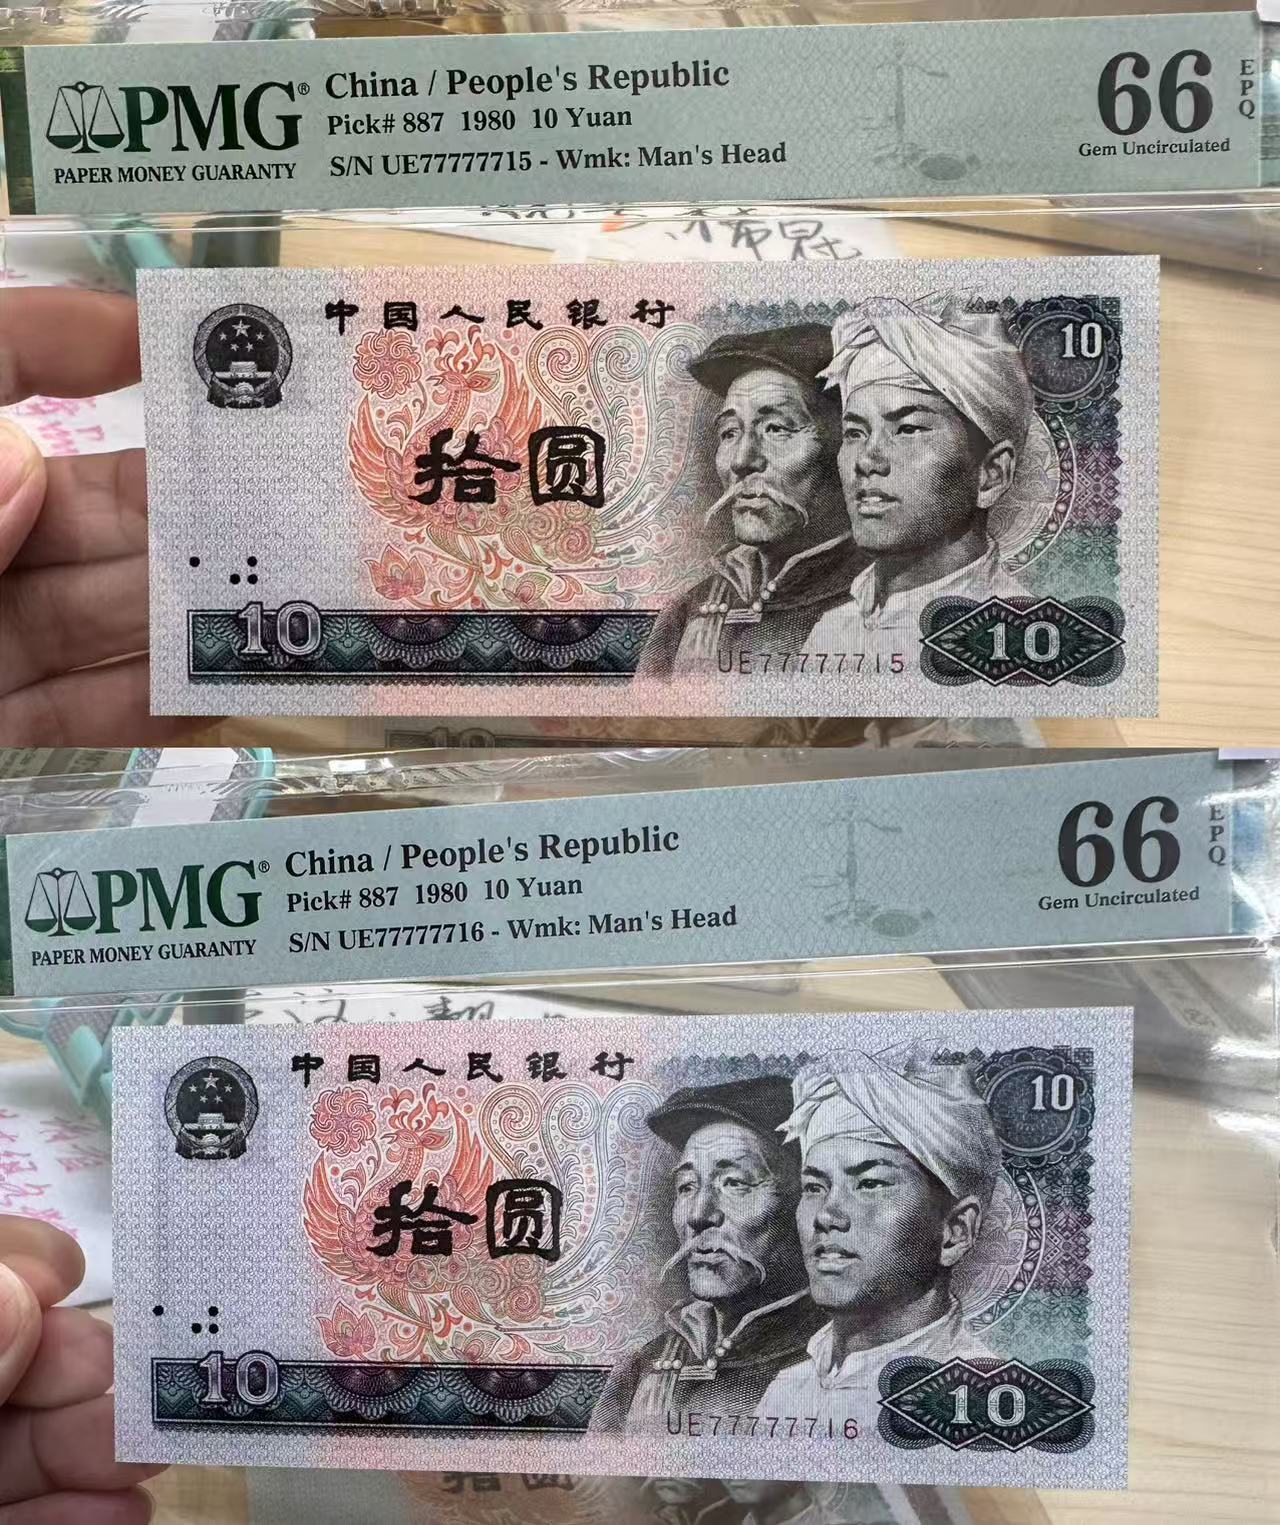 PMG® China / People's Republic 66 EPQ
Pick# 887 1980 10 Yuan
PAPER MONEY GUARANTY S/N UE77777715 - Wmk: Man's Head Gem Uncirculated
中国人民银行
10
拾圆
10
10
UE77777715
PMG® China / People's Republic 66 EPQ
Pick# 887 1980 10 Yuan
PAPER MONEY GUARANTY S/N UE77777716 - Wmk: Man's Head Gem Uncirculated
中国人民银行
10
拾圆
10
10
UE77777716
拾圆